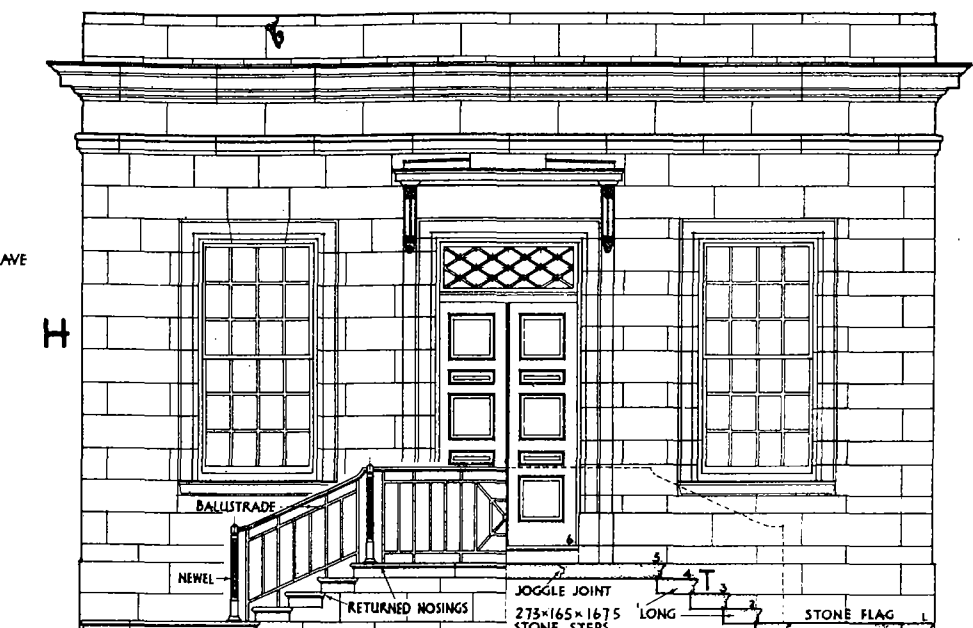 AVE
H
BALUSTRADE
6
NEWEL
5
4
T
JOGGLE JOINT
3
RETURNED NOSINGS
273×165×1675 LONG
2
STONE FLAG 1
STONE STEPS